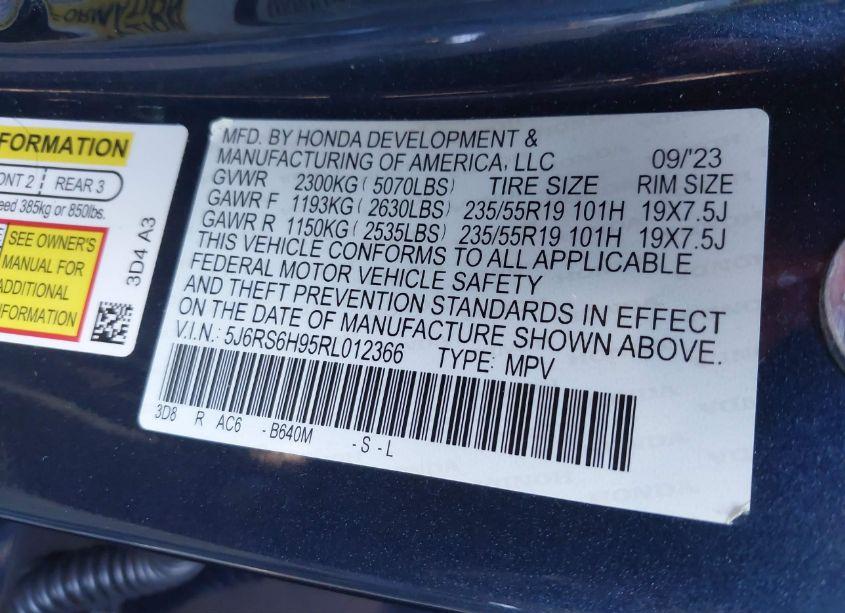 FORMATION
ONT 2 REAR 3
eed 385kg or 850lbs.
SEE OWNER'S
MANUAL FOR
ADDITIONAL
INFORMATION
3D4 A3
MFD. BY HONDA DEVELOPMENT &
MANUFACTURING OF AMERICA, LLC 09/'23
GVWR 2300KG ( 5070LBS) TIRE SIZE RIM SIZE
GAWR F 1193KG ( 2630LBS) 235/55R19 101H 19X7.5J
GAWR R 1150KG ( 2535LBS) 235/55R19 101H 19X7.5J
THIS VEHICLE CONFORMS TO ALL APPLICABLE
FEDERAL MOTOR VEHICLE SAFETY
AND THEFT PREVENTION STANDARDS IN EFFECT
ON THE DATE OF MANUFACTURE SHOWN ABOVE.
V.I.N.: 5J6RS6H95RL012366 TYPE: MPV
3D8 R AC6 -B640M -S-L